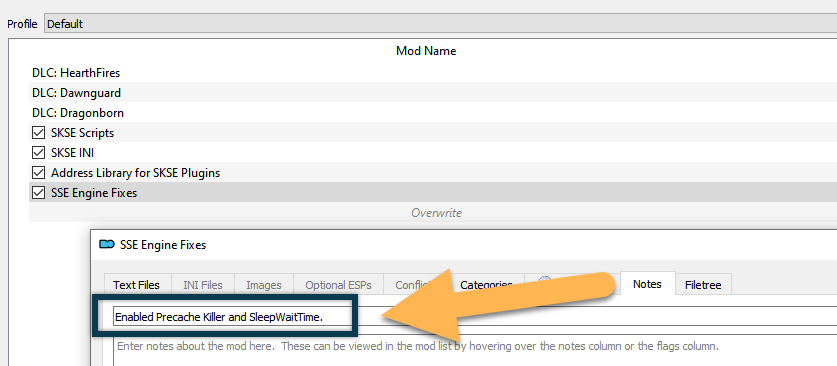 Profile Default
Mod Name
DLC: HearthFires
DLC: Dawnguard
DLC: Dragonborn
SKSE Scripts
SKSE INI
Address Library for SKSE Plugins
SSE Engine Fixes
Overwrite
SSE Engine Fixes
Text Files INI Files Images Optional ESPs Categories Notes Filetree
Enabled Precache Killer and SleepWaitTime.
Enter notes about the mod here. These can be viewed in the mod list by hovering over the notes column or the flags column.